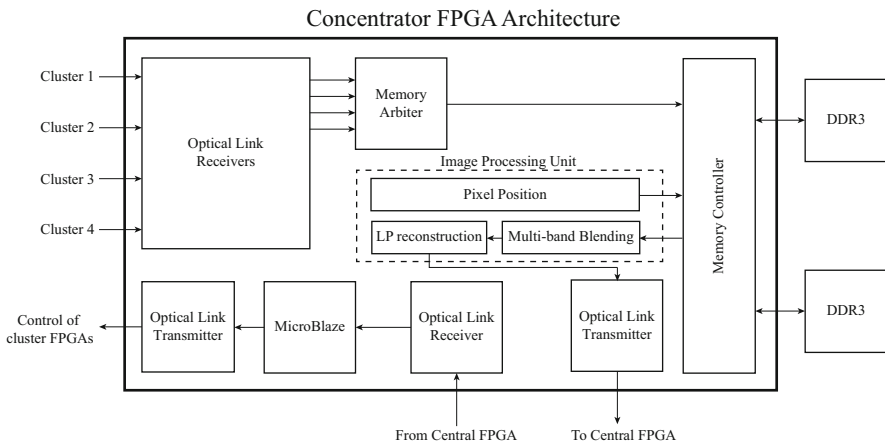 Concentrator FPGA Architecture
Cluster 1
Cluster 2
Cluster 3
Cluster 4
Optical Link
Receivers
Memory
Arbiter
Image Processing Unit
Pixel Position
LP reconstruction
Multi-band Blending
Memory Controller
DDR3
DDR3
Control of
cluster FPGAs
Optical Link
Transmitter
MicroBlaze
Optical Link
Receiver
Optical Link
Transmitter
From Central FPGA
To Central FPGA